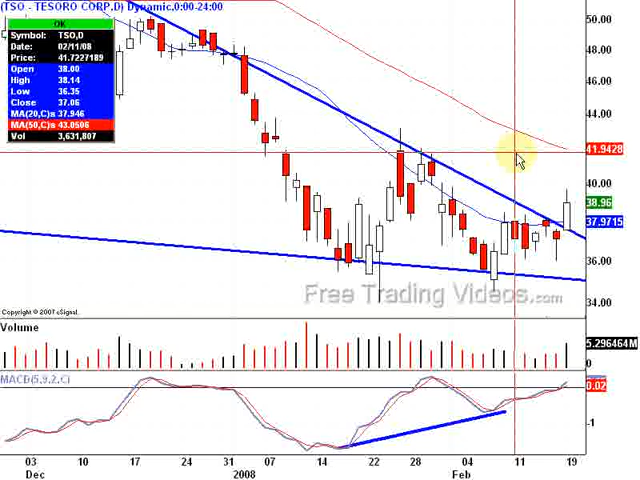 (TSO - TESORO CORP,D) Dynamic,0:00-24:00
OK
Symbol: TSO,D
Date: 02/11/08
Price: 41.7227189
Open 38.00
High 38.14
Low 36.35
Close 37.06
MA(20,C)s 37.946
MA(50,C)s 43.0506
Vol 3,631,807
50.00
48.00
46.00
44.00
41.9428
40.00
38.96
37.9715
36.00
34.00
Free Trading Videos.com
Copyright © 2007 eSignal.
Volume
5.296464M
0
MACD(5,9,2,C)
0.02
-1
03 10 17 24 31 07 14 22 28 04 11 19
Dec 2008 Feb